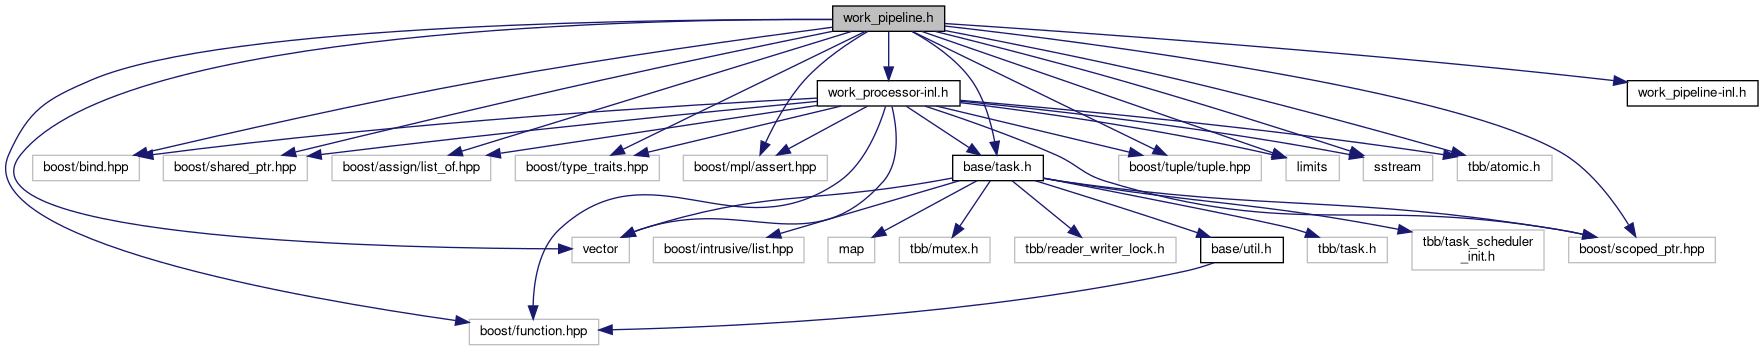 work_pipeline.h
work_processor-inl.h
work_pipeline-inl.h
boost/bind.hpp
boost/shared_ptr.hpp
boost/assign/list_of.hpp
boost/type_traits.hpp
boost/mpl/assert.hpp
base/task.h
boost/tuple/tuple.hpp
limits
sstream
tbb/atomic.h
vector
boost/intrusive/list.hpp
map
tbb/mutex.h
tbb/reader_writer_lock.h
base/util.h
tbb/task.h
tbb/task_scheduler
_init.h
boost/scoped_ptr.hpp
boost/function.hpp